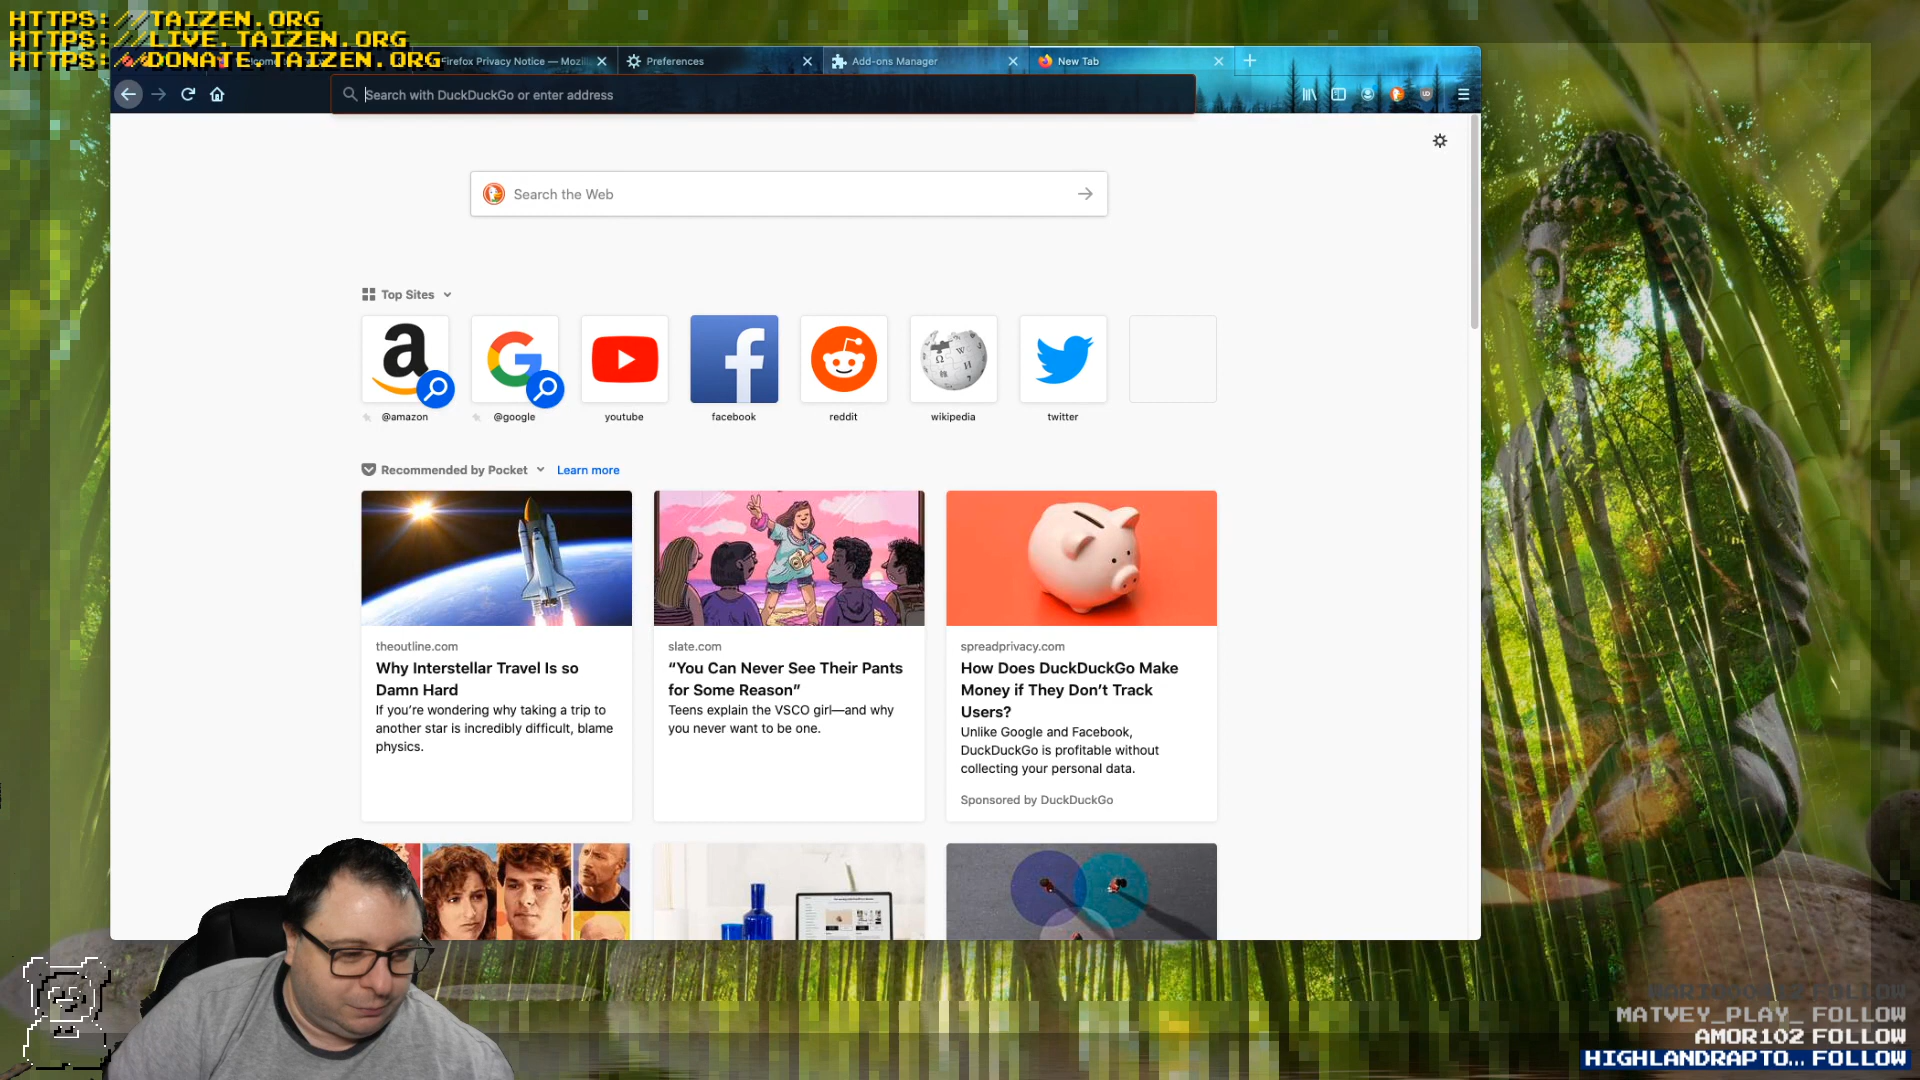 HTTPS://TAIZEN.ORG
HTTPS://LIVE.TAIZEN.ORG
HTTPS://DONATE.TAIZEN.ORG
Firefox Privacy Notice — Mozil
Preferences
Add-ons Manager
New Tab
Search with DuckDuckGo or enter address
Search the Web
Top Sites
@amazon
@google
youtube
facebook
reddit
wikipedia
twitter
Recommended by Pocket
Learn more
theoutline.com
Why Interstellar Travel Is so
Damn Hard
If you're wondering why taking a trip to
another star is incredibly difficult, blame
physics.
slate.com
“You Can Never See Their Pants
for Some Reason”
Teens explain the VSCO girl—and why
you never want to be one.
spreadprivacy.com
How Does DuckDuckGo Make
Money if They Don’t Track
Users?
Unlike Google and Facebook,
DuckDuckGo is profitable without
collecting your personal data.
Sponsored by DuckDuckGo
FOLLOW
MATVEY_PLAY_ FOLLOW
AMOR102 FOLLOW
HIGHLANDRAPTO... FOLLOW